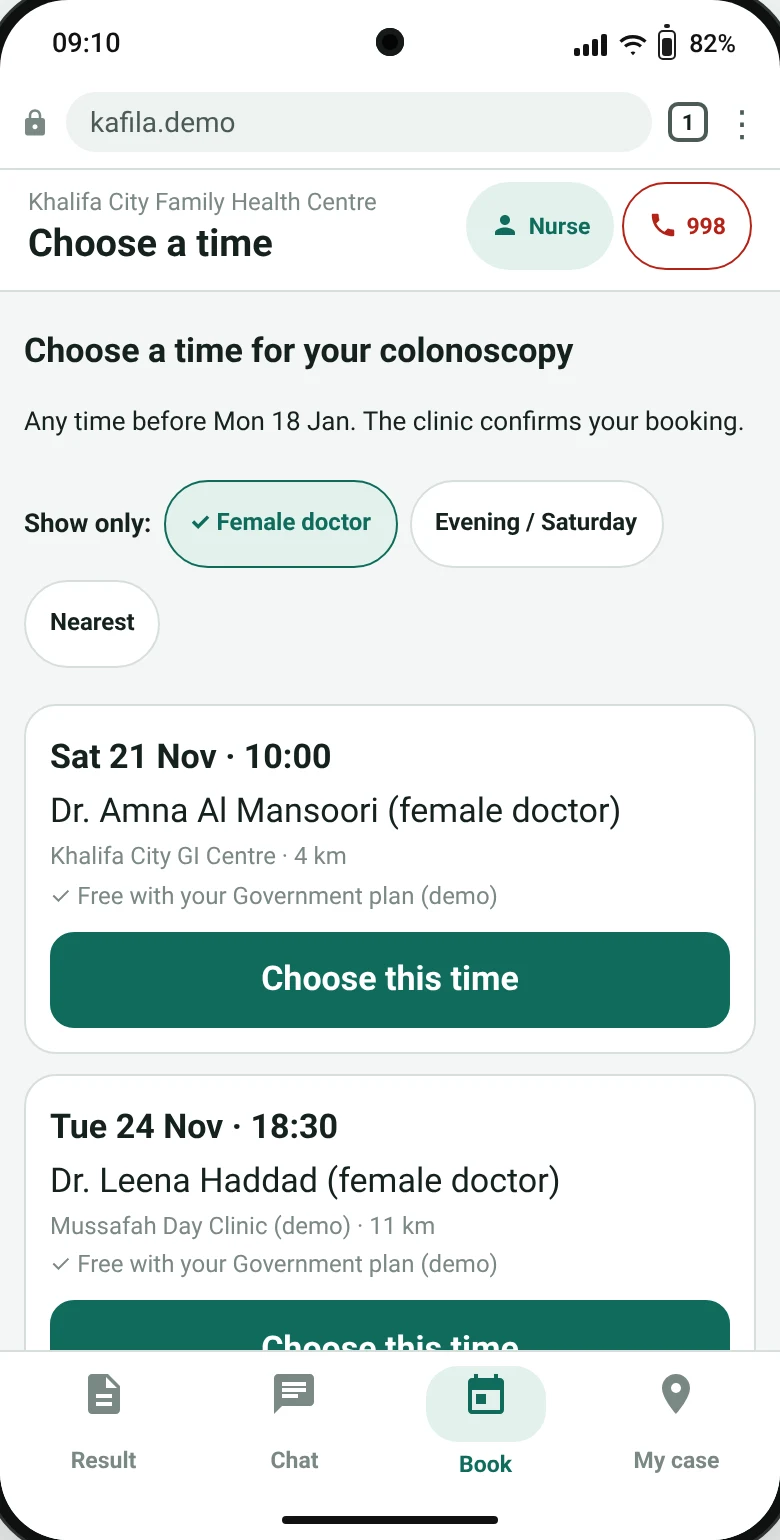 09:10
82%
kafila.demo
1
Khalifa City Family Health Centre
Choose a time
Nurse
998
Choose a time for your colonoscopy
Any time before Mon 18 Jan. The clinic confirms your booking.
Show only:
✓ Female doctor
Evening / Saturday
Nearest
Sat 21 Nov · 10:00
Dr. Amna Al Mansoori (female doctor)
Khalifa City GI Centre · 4 km
✓ Free with your Government plan (demo)
Choose this time
Tue 24 Nov · 18:30
Dr. Leena Haddad (female doctor)
Mussafah Day Clinic (demo) · 11 km
✓ Free with your Government plan (demo)
Choose this time
Result
Chat
Book
My case